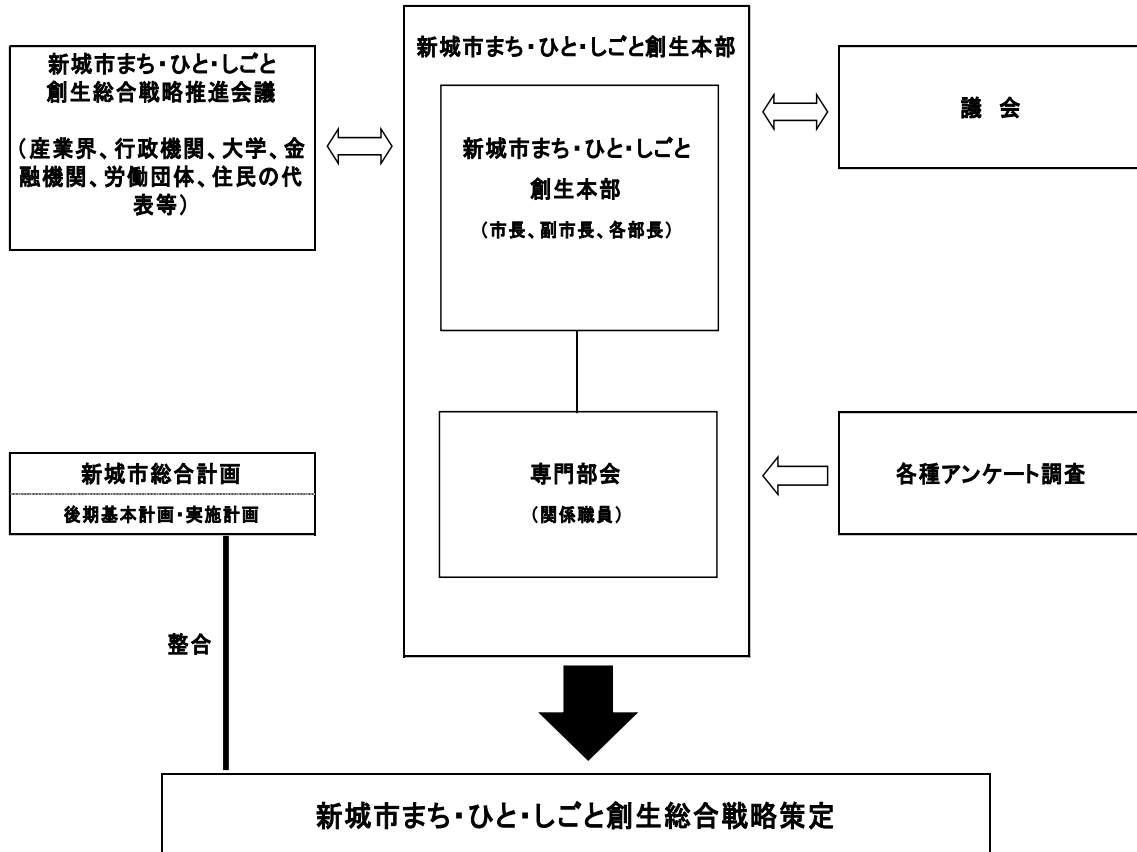 新城市まち・ひと・しごと
創生総合戦略推進会議
（産業界、行政機関、大学、金
融機関、労働団体、住民の代
表等）
新城市まち・ひと・しごと創生本部
新城市まち・ひと・しごと
創生本部
（市長、副市長、各部長）
議　会
新城市総合計画
後期基本計画・実施計画
専門部会
（関係職員）
各種アンケート調査
整合
新城市まち・ひと・しごと創生総合戦略策定